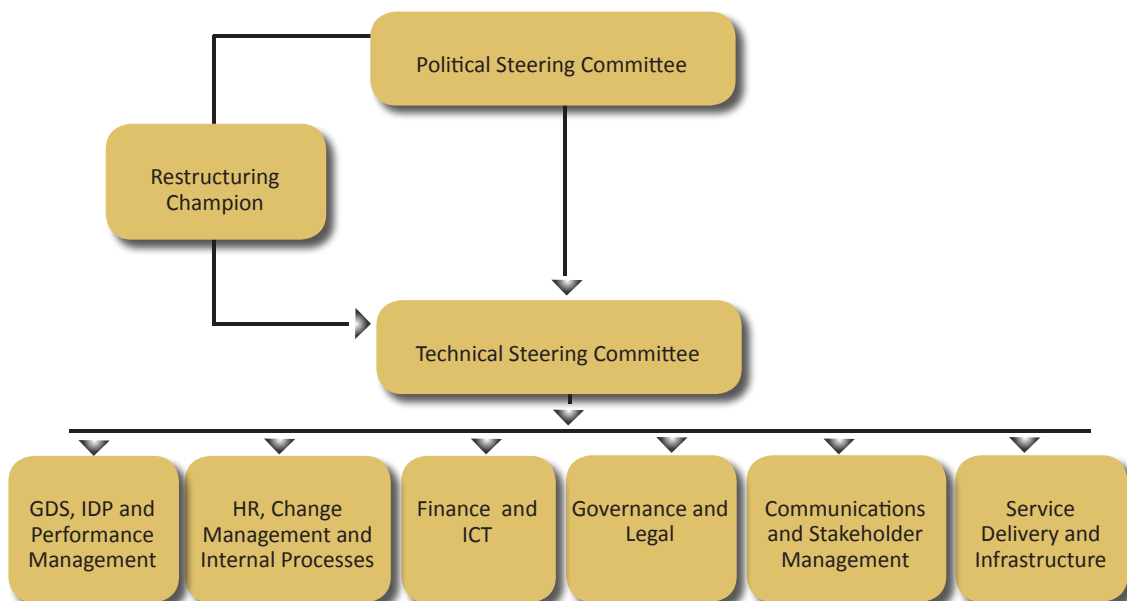 Political Steering Committee
Restructuring
Champion
Technical Steering Committee
GDS, IDP and
Performance
Management
HR, Change
Management and
Internal Processes
Finance and
ICT
Governance and
Legal
Communications
and Stakeholder
Management
Service
Delivery and
Infrastructure